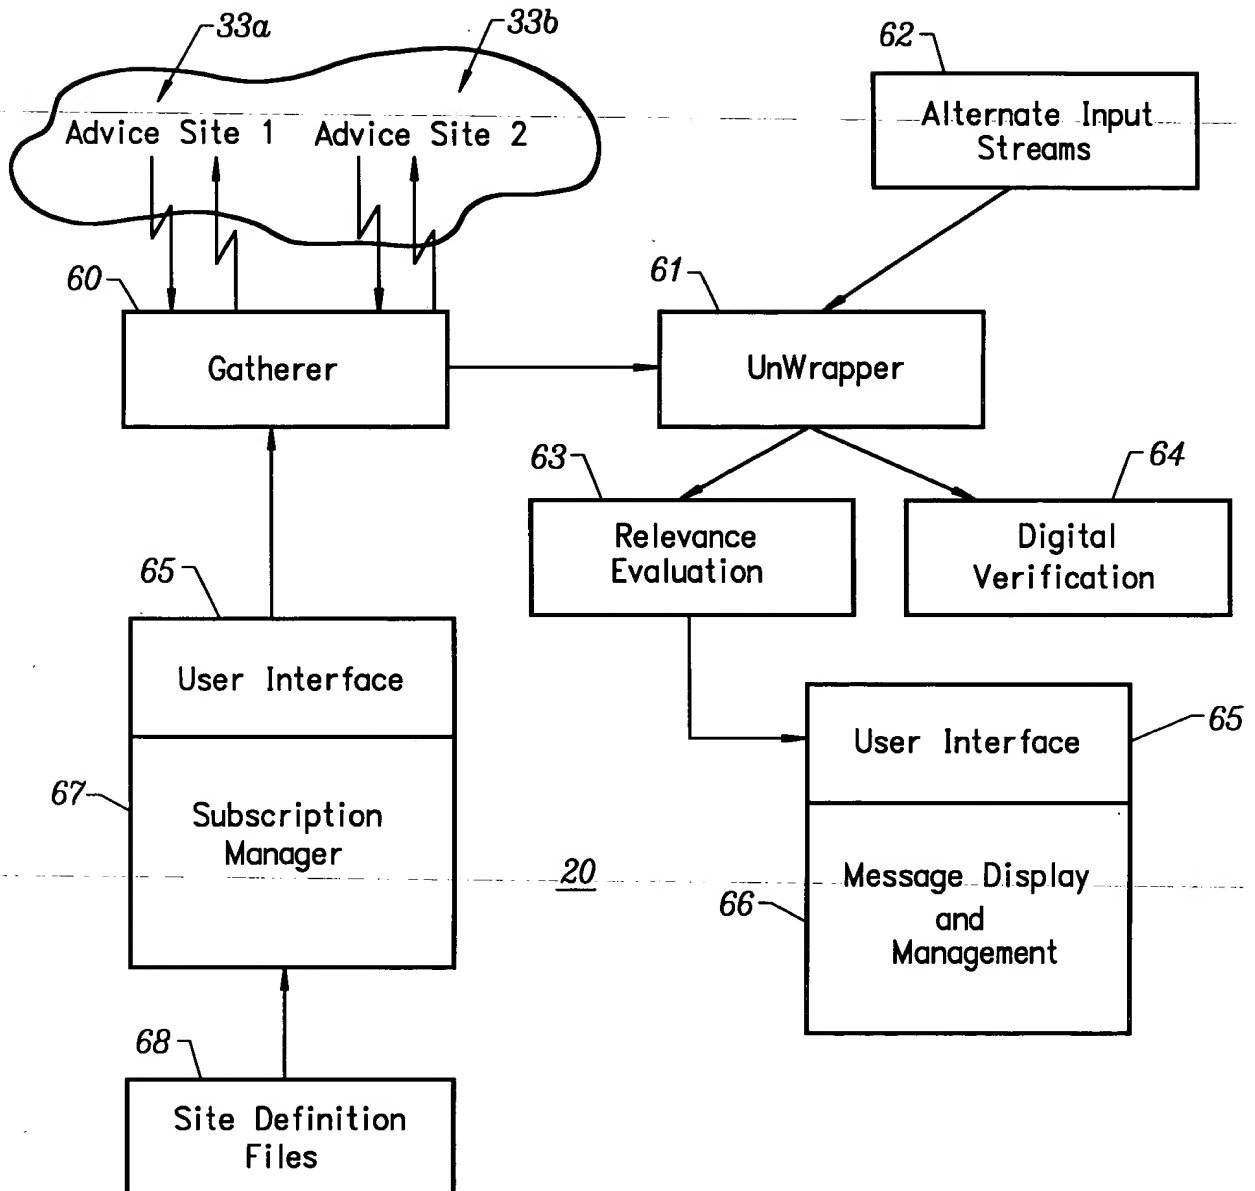 33a
33b
62
Advice Site 1
Advice Site 2
Alternate Input
Streams
60
61
Gatherer
UnWrapper
63
64
Relevance
Evaluation
Digital
Verification
65
User Interface
65
User Interface
67
Subscription
Manager
20
66
Message Display
and
Management
68
Site Definition
Files